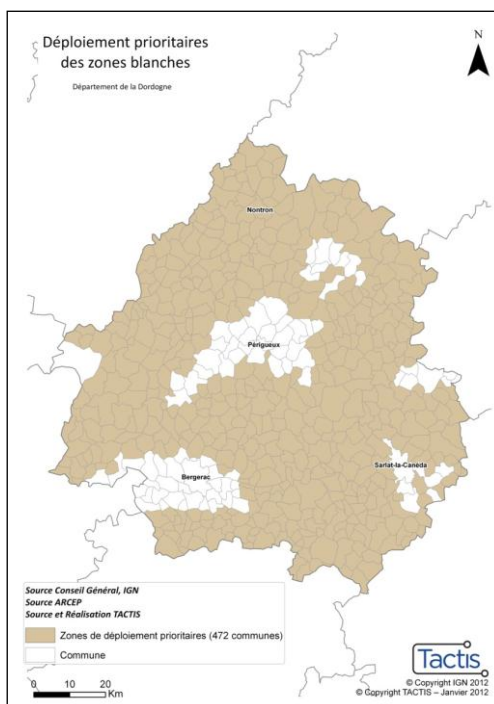 Déploiement prioritaires
des zones blanches
Département de la Dordogne
N
Nontron
Périgueux
Sarlat-la-Canéda
Bergerac
Source Conseil Général, IGN
Source ARCEP
Source et Réalisation TACTIS
Zones de déploiement prioritaires (472 communes)
Commune
0 5 10 20
Km
Tactis
© Copyright IGN 2012
© Copyright TACTIS – Janvier 2012